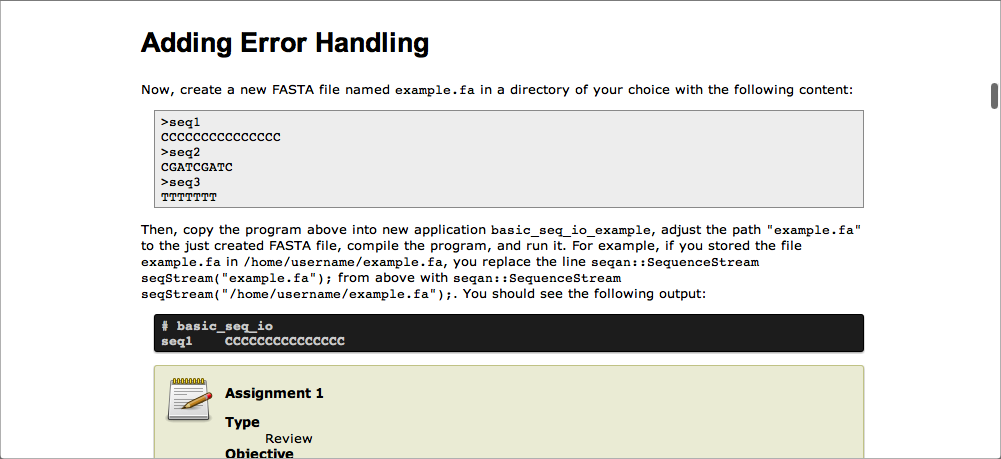 Adding Error Handling
Now, create a new FASTA file named example.fa in a directory of your choice with the following content:
>seq1
CCCCCCCCCCCCCCC
>seq2
CGATCGATC
>seq3
TTTTTTT
Then, copy the program above into new application basic_seq_io_example, adjust the path "example.fa"
to the just created FASTA file, compile the program, and run it. For example, if you stored the file
example.fa in /home/username/example.fa, you replace the line seqan::SequenceStream
seqStream("example.fa"); from above with seqan::SequenceStream
seqStream("/home/username/example.fa");. You should see the following output:
# basic_seq_io
seq1    CCCCCCCCCCCCCCC
Assignment 1
Type
Review
Objective